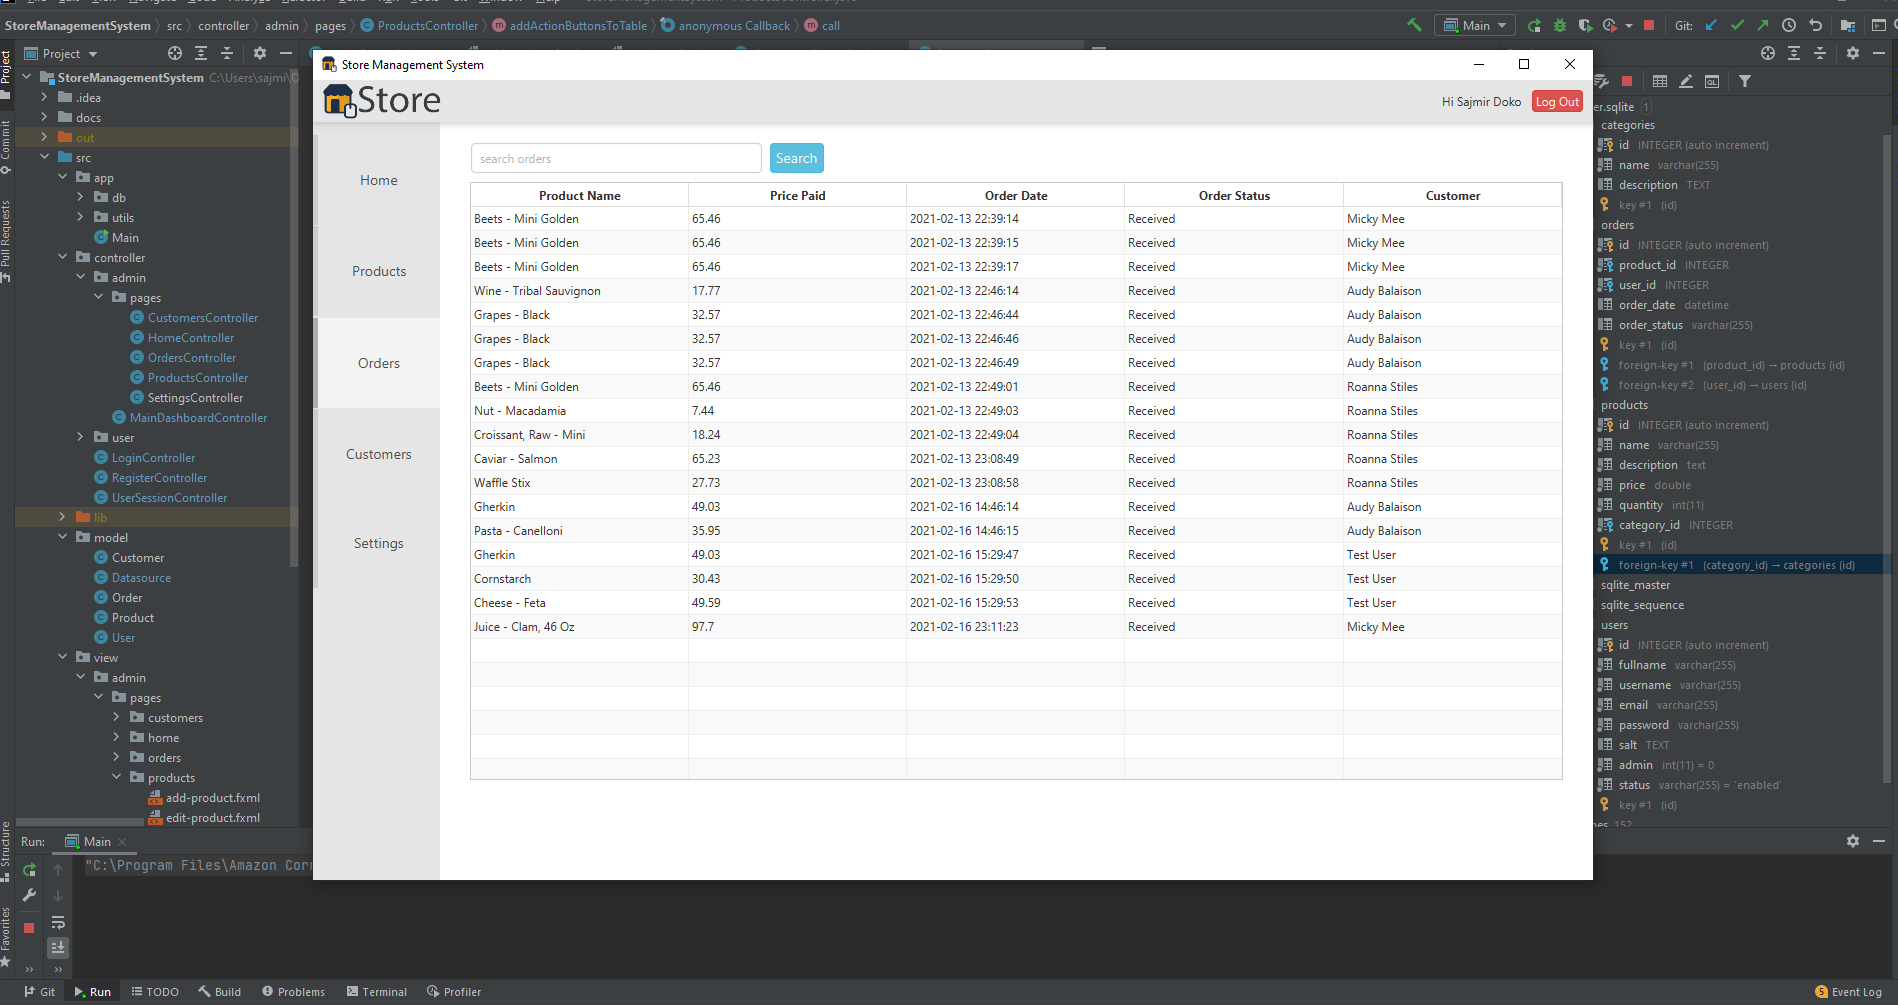 StoreManagementSystem src controller admin pages ProductsController addActionButtonsToTable anonymous Callback call
Main
Git:
Project
StoreManagementSystem C:\Users\sajmi\O
.idea
docs
out
src
app
db
utils
Main
controller
admin
pages
CustomersController
HomeController
OrdersController
ProductsController
SettingsController
MainDashboardController
user
LoginController
RegisterController
UserSessionController
lib
model
Customer
Datasource
Order
Product
User
view
admin
pages
customers
home
orders
products
add-product.fxml
edit-product.fxml
Project
Commit
Pull Requests
Structure
Favorites
Store Management System
Store
Hi Sajmir Doko Log Out
Home
Products
Orders
Customers
Settings
search orders Search
Product Name Price Paid Order Date Order Status Customer
Beets - Mini Golden 65.46 2021-02-13 22:39:14 Received Micky Mee
Beets - Mini Golden 65.46 2021-02-13 22:39:15 Received Micky Mee
Beets - Mini Golden 65.46 2021-02-13 22:39:17 Received Micky Mee
Wine - Tribal Sauvignon 17.77 2021-02-13 22:46:14 Received Audy Balaison
Grapes - Black 32.57 2021-02-13 22:46:44 Received Audy Balaison
Grapes - Black 32.57 2021-02-13 22:46:46 Received Audy Balaison
Grapes - Black 32.57 2021-02-13 22:46:49 Received Audy Balaison
Beets - Mini Golden 65.46 2021-02-13 22:49:01 Received Roanna Stiles
Nut - Macadamia 7.44 2021-02-13 22:49:03 Received Roanna Stiles
Croissant, Raw - Mini 18.24 2021-02-13 22:49:04 Received Roanna Stiles
Caviar - Salmon 65.23 2021-02-13 23:08:49 Received Roanna Stiles
Waffle Stix 27.73 2021-02-13 23:08:58 Received Roanna Stiles
Gherkin 49.03 2021-02-16 14:46:14 Received Audy Balaison
Pasta - Canelloni 35.95 2021-02-16 14:46:15 Received Audy Balaison
Gherkin 49.03 2021-02-16 15:29:47 Received Test User
Cornstarch 30.43 2021-02-16 15:29:50 Received Test User
Cheese - Feta 49.59 2021-02-16 15:29:53 Received Test User
Juice - Clam, 46 Oz 97.7 2021-02-16 23:11:23 Received Micky Mee
er.sqlite 1
categories
id INTEGER (auto increment)
name varchar(255)
description TEXT
key #1 (id)
orders
id INTEGER (auto increment)
product_id INTEGER
user_id INTEGER
order_date datetime
order_status varchar(255)
key #1 (id)
foreign-key #1 (product_id) → products (id)
foreign-key #2 (user_id) → users (id)
products
id INTEGER (auto increment)
name varchar(255)
description text
price double
quantity int(11)
category_id INTEGER
key #1 (id)
foreign-key #1 (category_id) → categories (id)
sqlite_master
sqlite_sequence
users
id INTEGER (auto increment)
fullname varchar(255)
username varchar(255)
email varchar(255)
password varchar(255)
salt TEXT
admin int(11) = 0
status varchar(255) = 'enabled'
key #1 (id)
Run: Main
"C:\Program Files\Amazon Corr
Git Run TODO Build Problems Terminal Profiler
5 Event Log